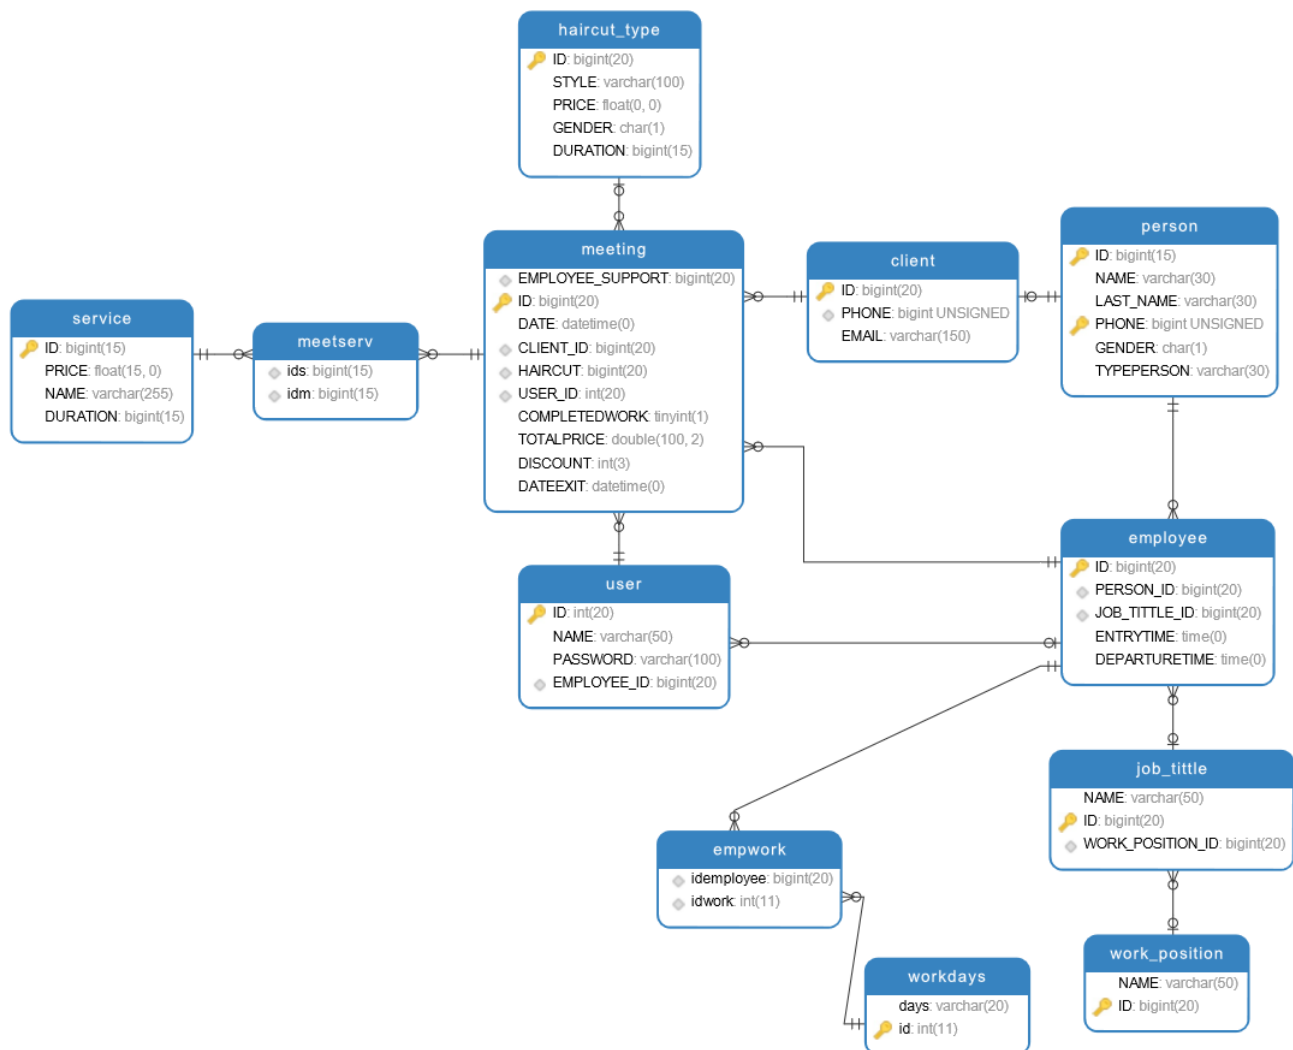 haircut_type
ID: bigint(20)
STYLE: varchar(100)
PRICE: float(0, 0)
GENDER: char(1)
DURATION: bigint(15)
meeting
EMPLOYEE_SUPPORT: bigint(20)
ID: bigint(20)
DATE: datetime(0)
CLIENT_ID: bigint(20)
HAIRCUT: bigint(20)
USER_ID: int(20)
COMPLETEDWORK: tinyint(1)
TOTALPRICE: double(100, 2)
DISCOUNT: int(3)
DATEEXIT: datetime(0)
client
ID: bigint(20)
PHONE: bigint UNSIGNED
EMAIL: varchar(150)
person
ID: bigint(15)
NAME: varchar(30)
LAST_NAME: varchar(30)
PHONE: bigint UNSIGNED
GENDER: char(1)
TYPEPERSON: varchar(30)
service
ID: bigint(15)
PRICE: float(15, 0)
NAME: varchar(255)
DURATION: bigint(15)
meetserv
ids: bigint(15)
idm: bigint(15)
user
ID: int(20)
NAME: varchar(50)
PASSWORD: varchar(100)
EMPLOYEE_ID: bigint(20)
employee
ID: bigint(20)
PERSON_ID: bigint(20)
JOB_TITTLE_ID: bigint(20)
ENTRYTIME: time(0)
DEPARTURETIME: time(0)
job_tittle
NAME: varchar(50)
ID: bigint(20)
WORK_POSITION_ID: bigint(20)
empwork
idemployee: bigint(20)
idwork: int(11)
work_position
NAME: varchar(50)
ID: bigint(20)
workdays
days: varchar(20)
id: int(11)